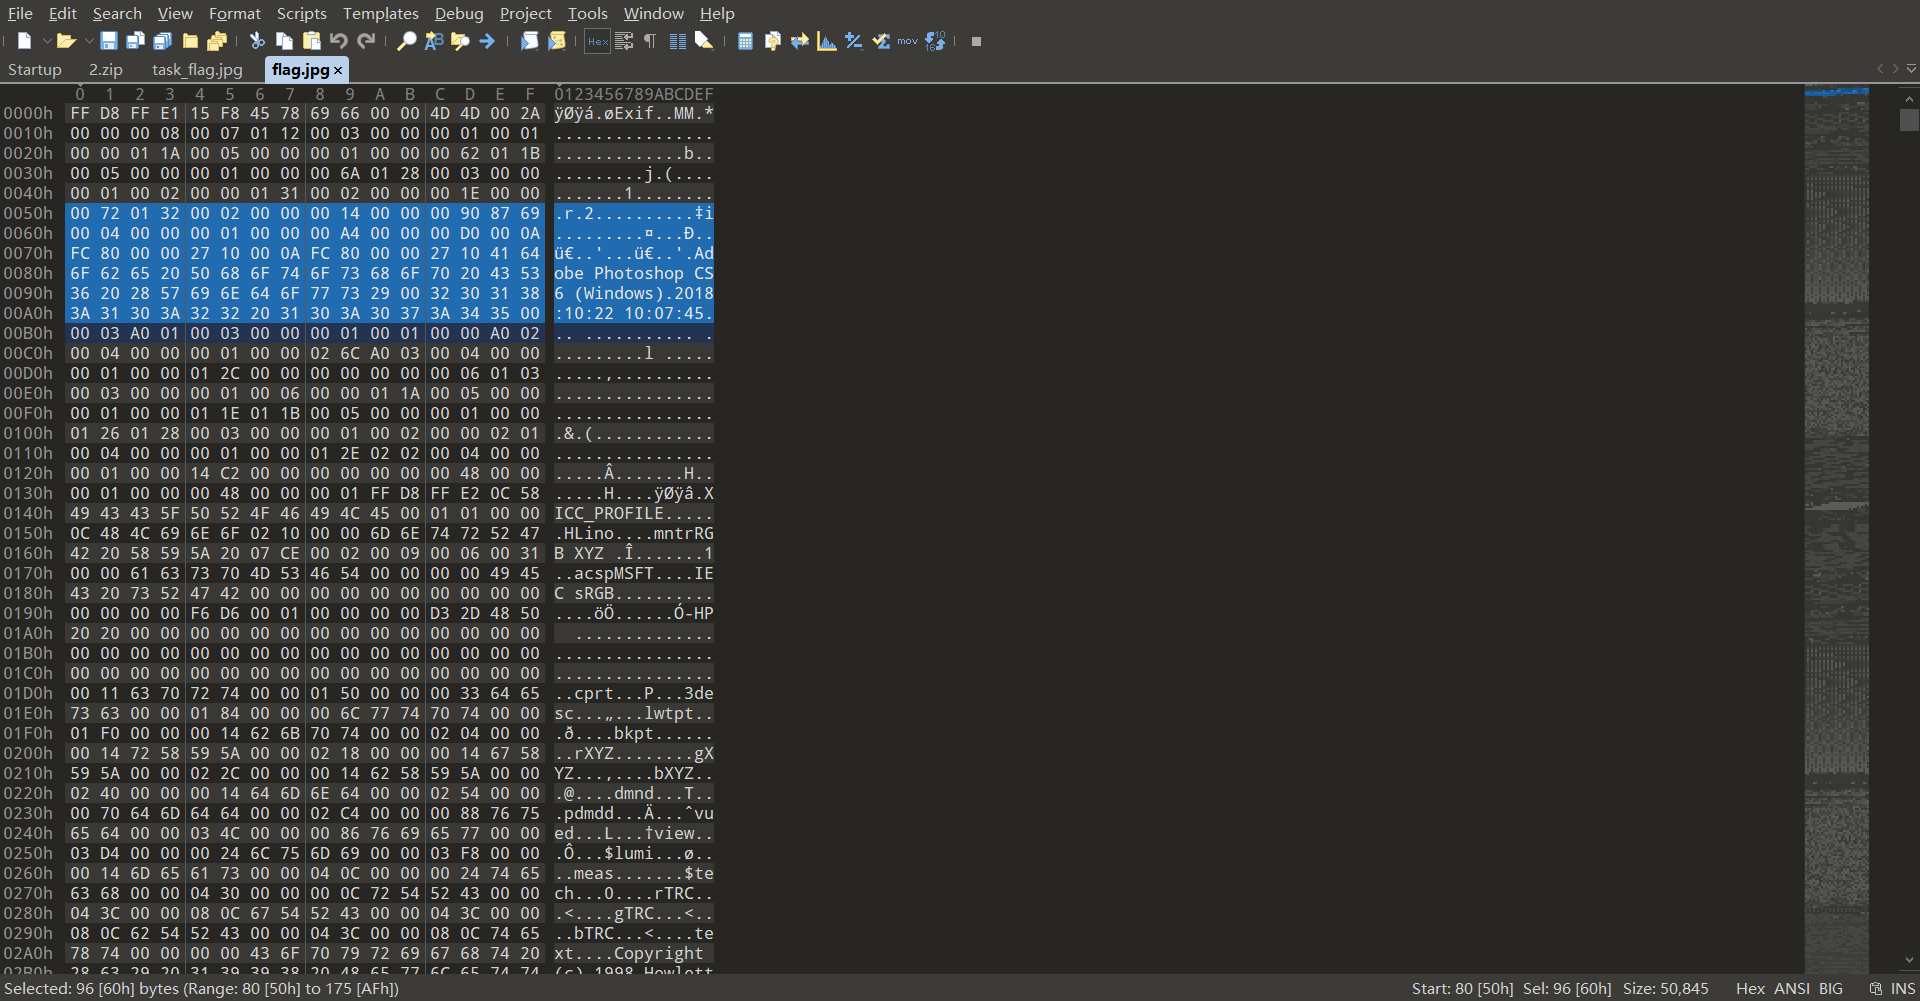 File Edit Search View Format Scripts Templates Debug Project Tools Window Help
Hex mov
Startup 2.zip task_flag.jpg flag.jpg ×
0 1 2 3 4 5 6 7 8 9 A B C D E F 0123456789ABCDEF
0000h FF D8 FF E1 15 F8 45 78 69 66 00 00 4D 4D 00 2A ÿØÿá.øExif..MM.*
0010h 00 00 00 08 00 07 01 12 00 03 00 00 00 01 00 01 ................
0020h 00 00 01 1A 00 05 00 00 00 01 00 00 00 62 01 1B .............b..
0030h 00 05 00 00 00 01 00 00 00 6A 01 28 00 03 00 00 .........j.(....
0040h 00 01 00 02 00 00 01 31 00 02 00 00 00 1E 00 00 .......1........
0050h 00 72 01 32 00 02 00 00 00 14 00 00 00 90 87 69 .r.2..........‡i
0060h 00 04 00 00 00 01 00 00 00 A4 00 00 00 D0 00 0A .........¤...Ð..
0070h FC 80 00 00 27 10 00 0A FC 80 00 00 27 10 41 64 ü€..'...ü€..'.Ad
0080h 6F 62 65 20 50 68 6F 74 6F 73 68 6F 70 20 43 53 obe Photoshop CS
0090h 36 20 28 57 69 6E 64 6F 77 73 29 00 32 30 31 38 6 (Windows).2018
00A0h 3A 31 30 3A 32 32 20 31 30 3A 30 37 3A 34 35 00 :10:22 10:07:45.
00B0h 00 03 A0 01 00 03 00 00 00 01 00 01 00 00 A0 02 .. ........... .
00C0h 00 04 00 00 00 01 00 00 02 6C A0 03 00 04 00 00 .........l .....
00D0h 00 01 00 00 01 2C 00 00 00 00 00 00 00 06 01 03 .....,..........
00E0h 00 03 00 00 00 01 00 06 00 00 01 1A 00 05 00 00 ................
00F0h 00 01 00 00 01 1E 01 1B 00 05 00 00 00 01 00 00 ................
0100h 01 26 01 28 00 03 00 00 00 01 00 02 00 00 02 01 .&.(............
0110h 00 04 00 00 00 01 00 00 01 2E 02 02 00 04 00 00 ................
0120h 00 01 00 00 14 C2 00 00 00 00 00 00 00 48 00 00 .....Â.......H..
0130h 00 01 00 00 00 48 00 00 00 01 FF D8 FF E2 0C 58 .....H....ÿØÿâ.X
0140h 49 43 43 5F 50 52 4F 46 49 4C 45 00 01 01 00 00 ICC_PROFILE.....
0150h 0C 48 4C 69 6E 6F 02 10 00 00 6D 6E 74 72 52 47 .HLino....mntrRG
0160h 42 20 58 59 5A 20 07 CE 00 02 00 09 00 06 00 31 B XYZ .Î.......1
0170h 00 00 61 63 73 70 4D 53 46 54 00 00 00 00 49 45 ..acspMSFT....IE
0180h 43 20 73 52 47 42 00 00 00 00 00 00 00 00 00 00 C sRGB..........
0190h 00 00 00 00 F6 D6 00 01 00 00 00 00 D3 2D 48 50 ....öÖ......Ó-HP
01A0h 20 20 00 00 00 00 00 00 00 00 00 00 00 00 00 00   ..............
01B0h 00 00 00 00 00 00 00 00 00 00 00 00 00 00 00 00 ................
01C0h 00 00 00 00 00 00 00 00 00 00 00 00 00 00 00 00 ................
01D0h 00 11 63 70 72 74 00 00 01 50 00 00 00 33 64 65 ..cprt...P...3de
01E0h 73 63 00 00 01 84 00 00 00 6C 77 74 70 74 00 00 sc...„...lwtpt..
01F0h 01 F0 00 00 00 14 62 6B 70 74 00 00 02 04 00 00 .ð....bkpt......
0200h 00 14 72 58 59 5A 00 00 02 18 00 00 00 14 67 58 ..rXYZ........gX
0210h 59 5A 00 00 02 2C 00 00 00 14 62 58 59 5A 00 00 YZ...,....bXYZ..
0220h 02 40 00 00 00 14 64 6D 6E 64 00 00 02 54 00 00 .@....dmnd...T..
0230h 00 70 64 6D 64 64 00 00 02 C4 00 00 00 88 76 75 .pdmdd...Ä...ˆvu
0240h 65 64 00 00 03 4C 00 00 00 86 76 69 65 77 00 00 ed...L...†view..
0250h 03 D4 00 00 00 24 6C 75 6D 69 00 00 03 F8 00 00 .Ô...$lumi...ø..
0260h 00 14 6D 65 61 73 00 00 04 0C 00 00 00 24 74 65 ..meas.......$te
0270h 63 68 00 00 04 30 00 00 00 0C 72 54 52 43 00 00 ch...0....rTRC..
0280h 04 3C 00 00 08 0C 67 54 52 43 00 00 04 3C 00 00 .<....gTRC...<..
0290h 08 0C 62 54 52 43 00 00 04 3C 00 00 08 0C 74 65 ..bTRC...<....te
02A0h 78 74 00 00 00 00 43 6F 70 79 72 69 67 68 74 20 xt....Copyright
02B0h 28 63 29 20 31 39 39 38 20 48 65 77 6C 65 74 74 (c) 1998 Hewlett
Selected: 96 [60h] bytes (Range: 80 [50h] to 175 [AFh]) Start: 80 [50h] Sel: 96 [60h] Size: 50,845 Hex ANSI BIG INS